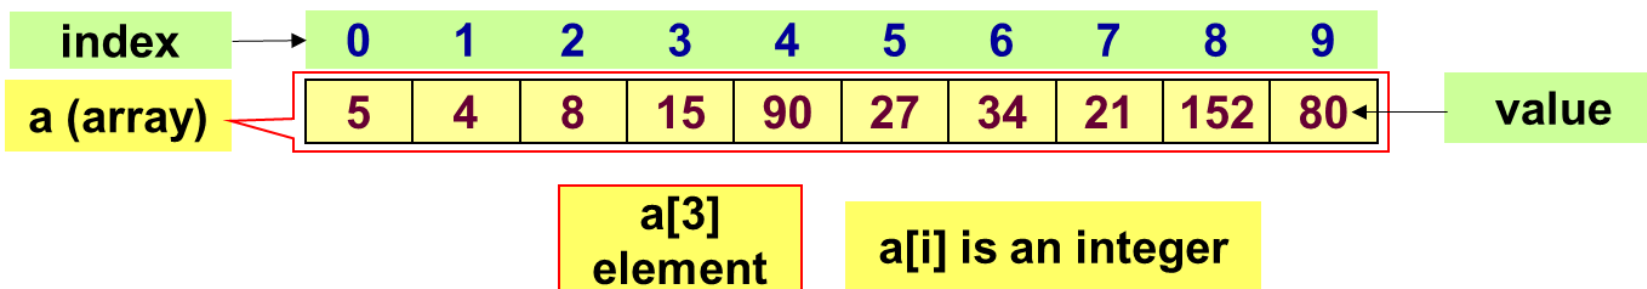 index 0 1 2 3 4 5 6 7 8 9
a (array) 5 4 8 15 90 27 34 21 152 80 value
a[3]
element
a[i] is an integer